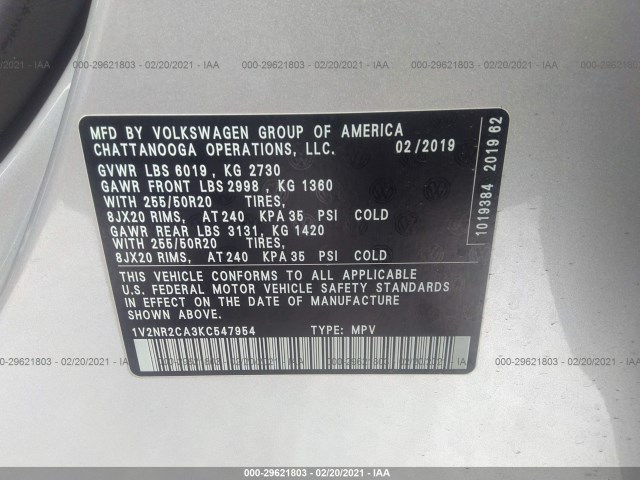 000-29621803 - 02/20/2021 - IAA
MFD BY VOLKSWAGEN GROUP OF AMERICA
CHATTANOOGA OPERATIONS, LLC. 02/2019
GVWR LBS 6019 , KG 2730
GAWR FRONT LBS 2998 , KG 1360
WITH 255/50R20 TIRES,
8JX20 RIMS, AT 240 KPA 35 PSI COLD
GAWR REAR LBS 3131, KG 1420
WITH 255/50R20 TIRES,
8JX20 RIMS, AT 240 KPA 35 PSI COLD
THIS VEHICLE CONFORMS TO ALL APPLICABLE
U.S. FEDERAL MOTOR VEHICLE SAFETY STANDARDS
IN EFFECT ON THE DATE OF MANUFACTURE
SHOWN ABOVE.
1V2NR2CA3KC547954 TYPE: MPV
1019384 2019 62
000-29621803 - 02/20/2021 - IAA